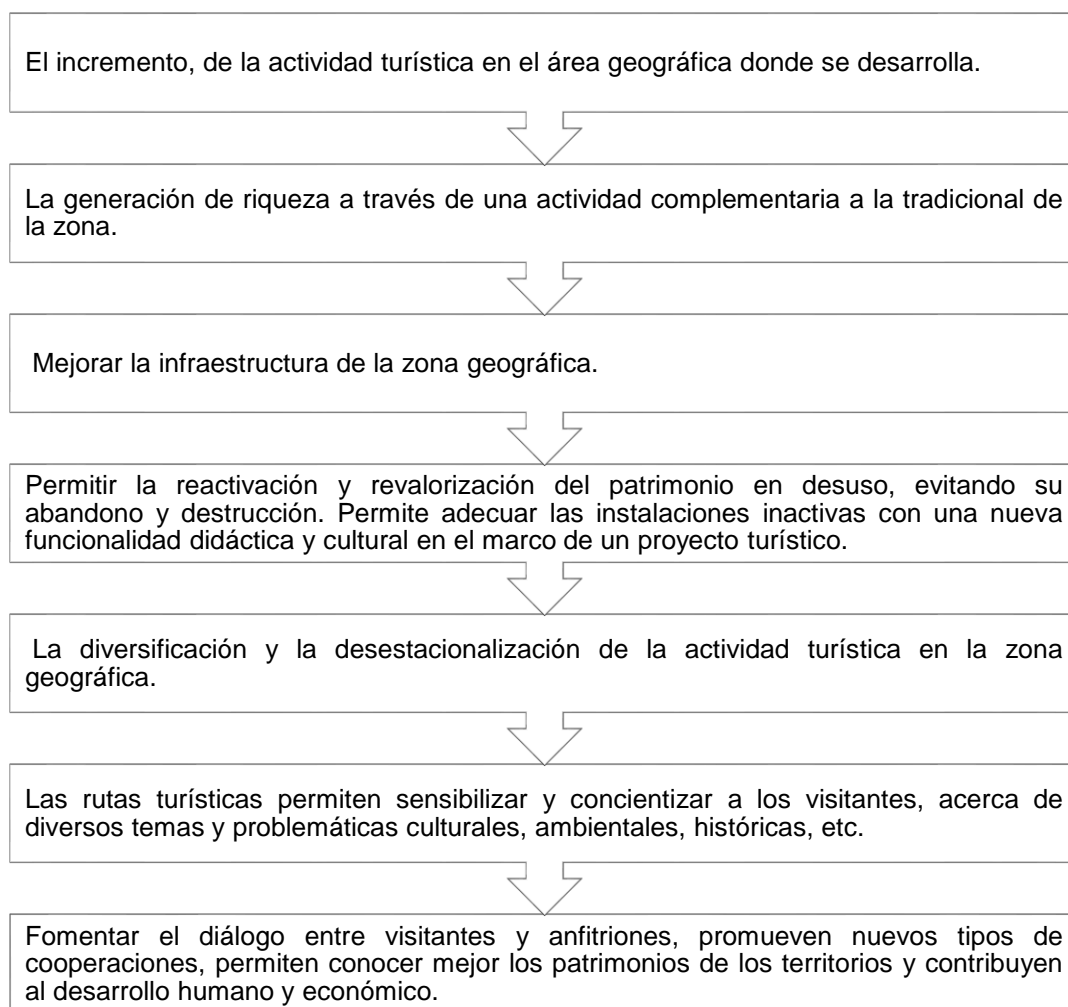 El incremento, de la actividad turística en el área geográfica donde se desarrolla.
La generación de riqueza a través de una actividad complementaria a la tradicional de
la zona.
Mejorar la infraestructura de la zona geográfica.
Permitir la reactivación y revalorización del patrimonio en desuso, evitando su
abandono y destrucción. Permite adecuar las instalaciones inactivas con una nueva
funcionalidad didáctica y cultural en el marco de un proyecto turístico.
La diversificación y la desestacionalización de la actividad turística en la zona
geográfica.
Las rutas turísticas permiten sensibilizar y concientizar a los visitantes, acerca de
diversos temas y problemáticas culturales, ambientales, históricas, etc.
Fomentar el diálogo entre visitantes y anfitriones, promueven nuevos tipos de
cooperaciones, permiten conocer mejor los patrimonios de los territorios y contribuyen
al desarrollo humano y económico.